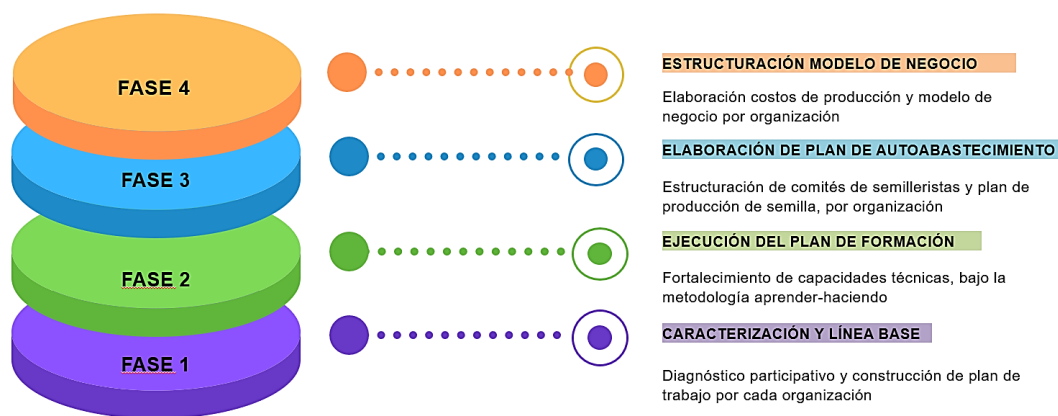 FASE 4
ESTRUCTURACIÓN MODELO DE NEGOCIO
Elaboración costos de producción y modelo de
negocio por organización
FASE 3
ELABORACIÓN DE PLAN DE AUTOABASTECIMIENTO
Estructuración de comités de semilleristas y plan de
producción de semilla, por organización
FASE 2
EJECUCIÓN DEL PLAN DE FORMACIÓN
Fortalecimiento de capacidades técnicas, bajo la
metodología aprender-haciendo
FASE 1
CARACTERIZACIÓN Y LÍNEA BASE
Diagnóstico participativo y construcción de plan de
trabajo por cada organización